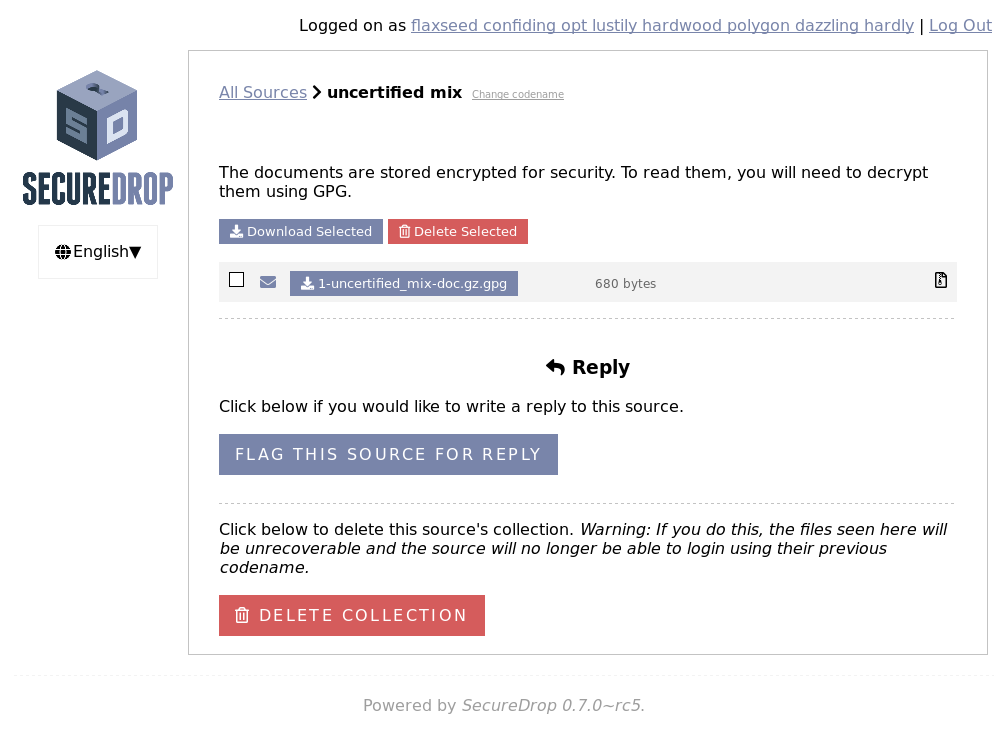 Logged on as flaxseed confiding opt lustily hardwood polygon dazzling hardly | Log Out
SD
SECUREDROP
English▼
All Sources > uncertified mix Change codename
The documents are stored encrypted for security. To read them, you will need to decrypt
them using GPG.
Download Selected Delete Selected
1-uncertified_mix-doc.gz.gpg 680 bytes
Reply
Click below if you would like to write a reply to this source.
FLAG THIS SOURCE FOR REPLY
Click below to delete this source's collection. Warning: If you do this, the files seen here will
be unrecoverable and the source will no longer be able to login using their previous
codename.
DELETE COLLECTION
Powered by SecureDrop 0.7.0~rc5.